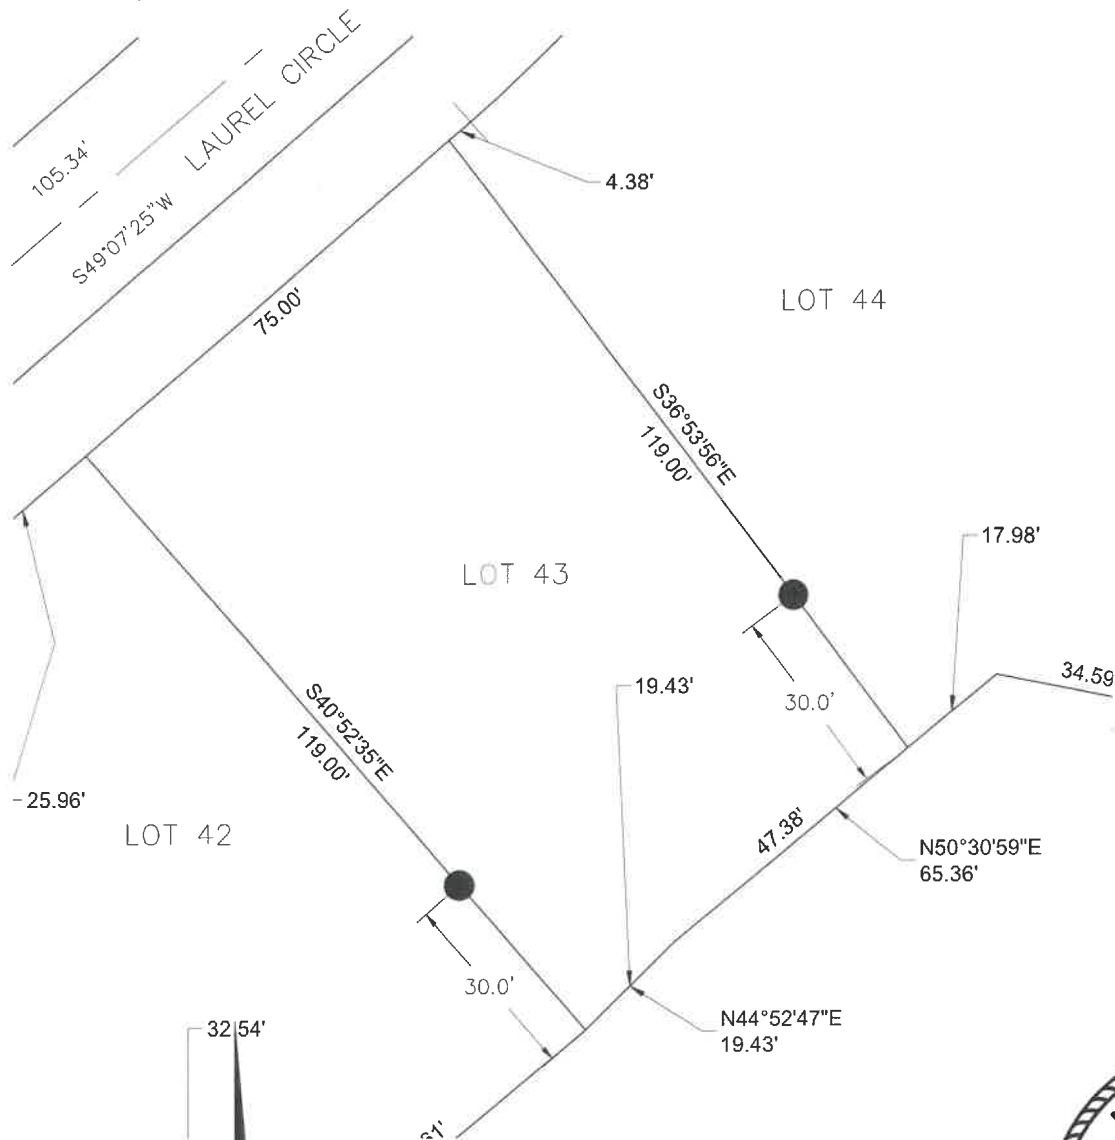 LAUREL CIRCLE
105.34'
S49°07'25"W
4.38'
75.00'
LOT 44
S36°53'56"E
119.00'
17.98'
LOT 43
34.59
19.43'
30.0'
S40°52'35"E
119.00'
25.96'
LOT 42
47.38'
N50°30'59"E
65.36'
30.0'
N44°52'47"E
19.43'
32.54'
61'